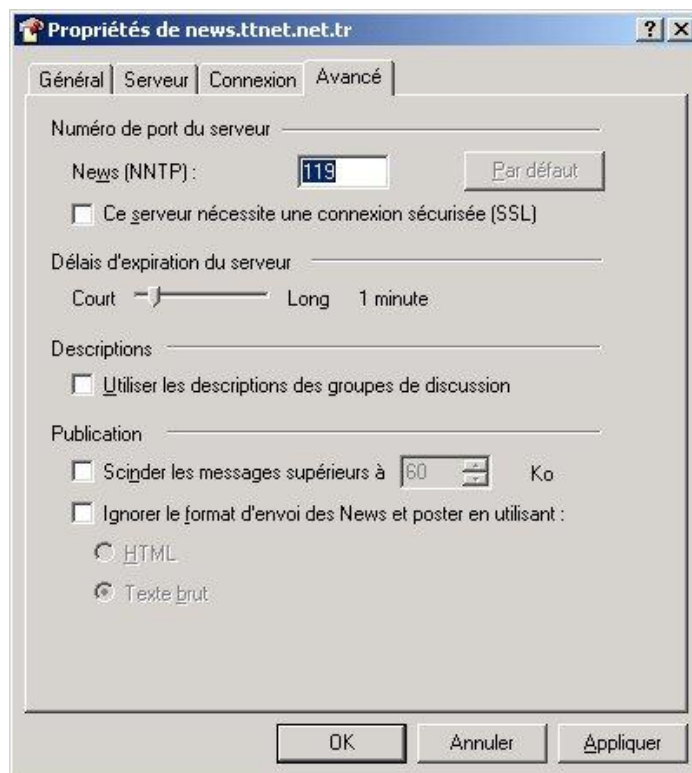 Propriétés de news.ttnet.net.tr
Général Serveur Connexion Avancé
Numéro de port du serveur
News (NNTP) : 119 Par défaut
Ce serveur nécessite une connexion sécurisée (SSL)
Délais d'expiration du serveur
Court Long 1 minute
Descriptions
Utiliser les descriptions des groupes de discussion
Publication
Scinder les messages supérieurs à 60 Ko
Ignorer le format d'envoi des News et poster en utilisant :
HTML
Texte brut
OK Annuler Appliquer